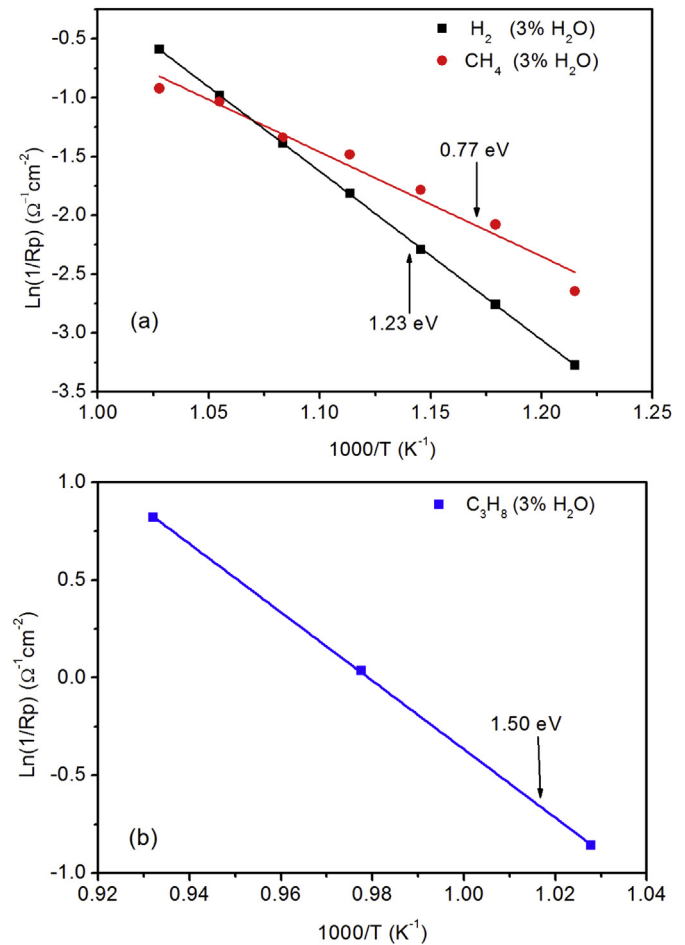 H₂ (3% H₂O)
CH₄ (3% H₂O)
-0.5
-1.0
-1.5
-2.0
-2.5
-3.0
-3.5
Ln(1/Rp) (Ω⁻¹cm⁻²)
0.77 eV
1.23 eV
(a)
1.00 1.05 1.10 1.15 1.20 1.25
1000/T (K⁻¹)
C₃H₈ (3% H₂O)
1.0
0.5
0.0
-0.5
-1.0
Ln(1/Rp) (Ω⁻¹cm⁻²)
1.50 eV
(b)
0.92 0.94 0.96 0.98 1.00 1.02 1.04
1000/T (K⁻¹)